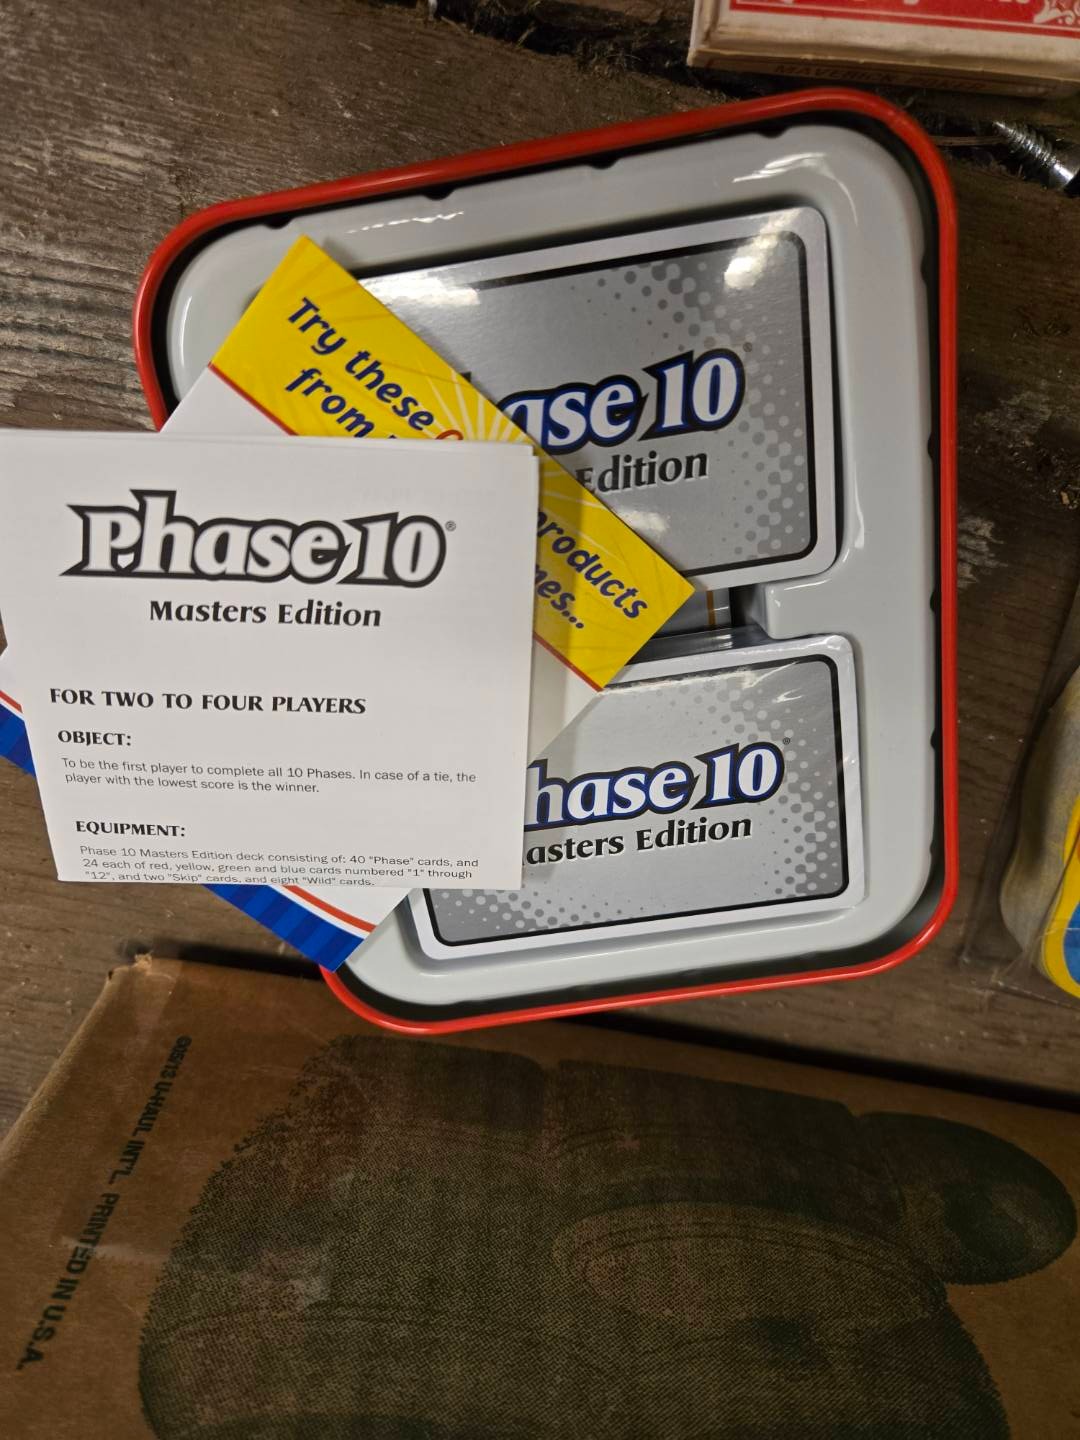 MAVERICK
Try these
from
products
mes...
ase 10
Edition
Phase 10®
Masters Edition
FOR TWO TO FOUR PLAYERS
OBJECT:
To be the first player to complete all 10 Phases. In case of a tie, the
player with the lowest score is the winner.
EQUIPMENT:
Phase 10 Masters Edition deck consisting of: 40 "Phase" cards, and
24 each of red, yellow, green and blue cards numbered "1" through
"12", and two "Skip" cards, and eight "Wild" cards.
hase 10®
asters Edition
U-HAUL INT'L. PRINTED IN U.S.A.